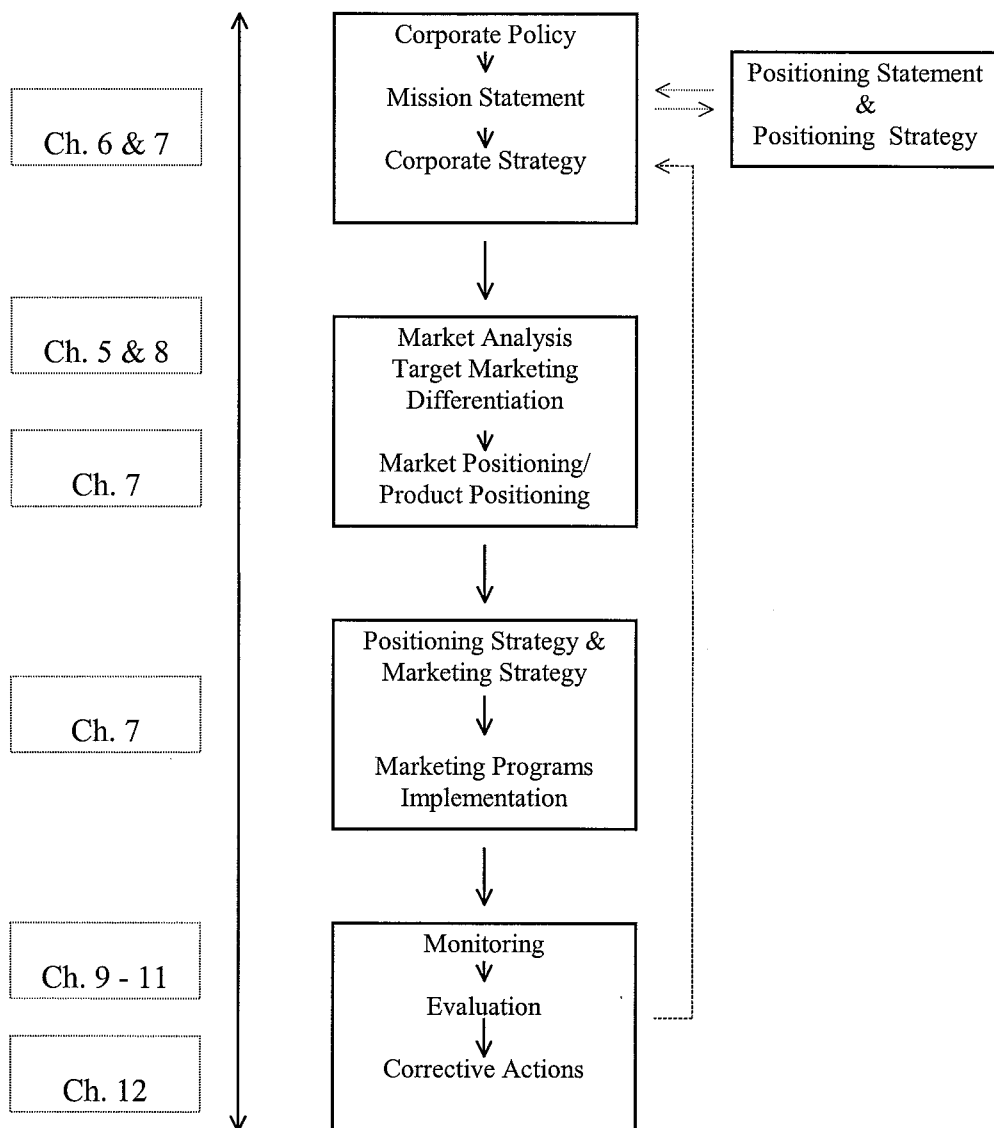 Corporate Policy
Mission Statement
Corporate Strategy
Positioning Statement
&
Positioning Strategy
Ch. 6 & 7
Ch. 5 & 8
Market Analysis
Target Marketing
Differentiation
Market Positioning/
Product Positioning
Ch. 7
Positioning Strategy &
Marketing Strategy
Marketing Programs
Implementation
Ch. 7
Monitoring
Evaluation
Corrective Actions
Ch. 9 - 11
Ch. 12